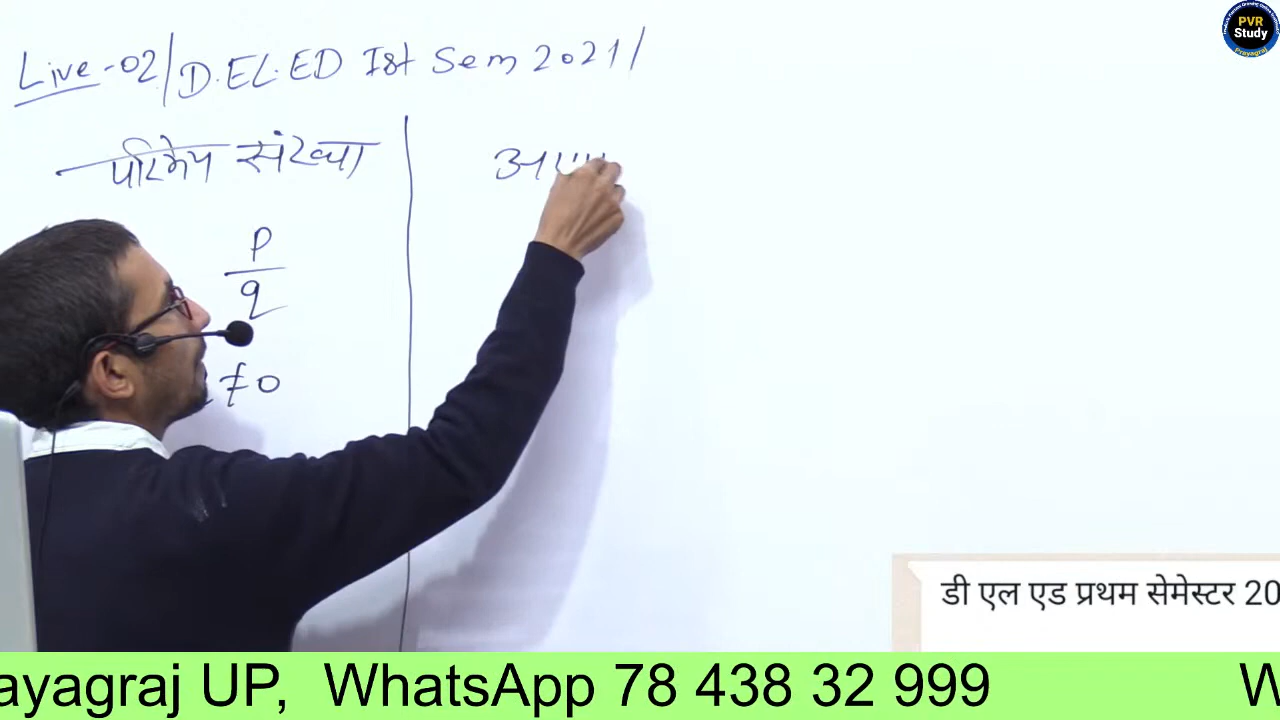 Live-02/D.EL.ED Ist Sem 2021/
परिमेय संख्या
P
q
≠0
PVR
Study
Prayagraj
डी एल एड प्रथम सेमेस्टर 20
ayagraj UP, WhatsApp 78 438 32 999
W